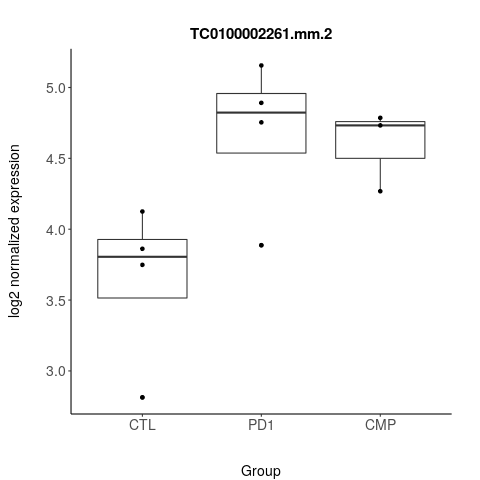 TC0100002261.mm.2
log2 normalized expression
5.0
4.5
4.0
3.5
3.0
CTL PD1 CMP
Group